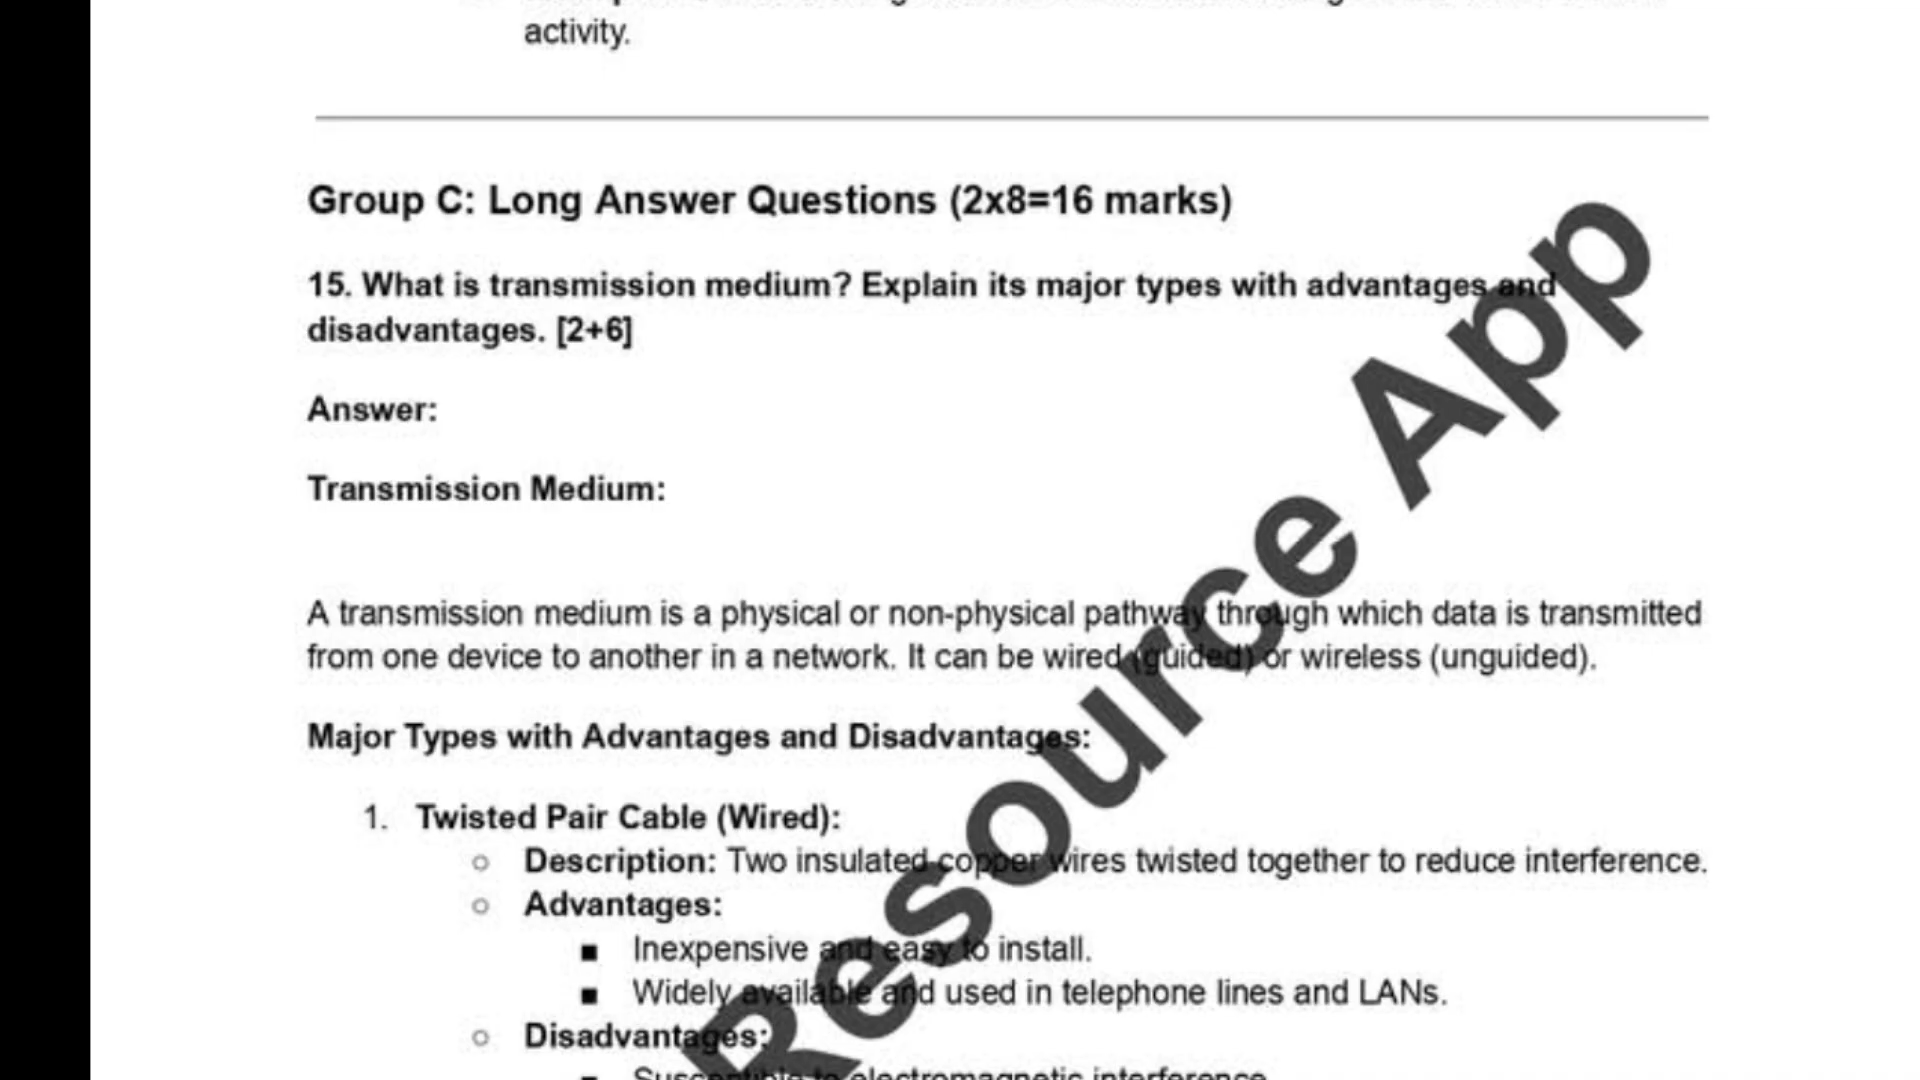 activity.
Group C: Long Answer Questions (2x8=16 marks)
15. What is transmission medium? Explain its major types with advantages and
disadvantages. [2+6]
Answer:
Transmission Medium:
A transmission medium is a physical or non-physical pathway through which data is transmitted
from one device to another in a network. It can be wired (guided) or wireless (unguided).
Major Types with Advantages and Disadvantages:
1. Twisted Pair Cable (Wired):
○ Description: Two insulated copper wires twisted together to reduce interference.
○ Advantages:
■ Inexpensive and easy to install.
■ Widely available and used in telephone lines and LANs.
○ Disadvantages:
■ Susceptible to electromagnetic interference.
Resource App